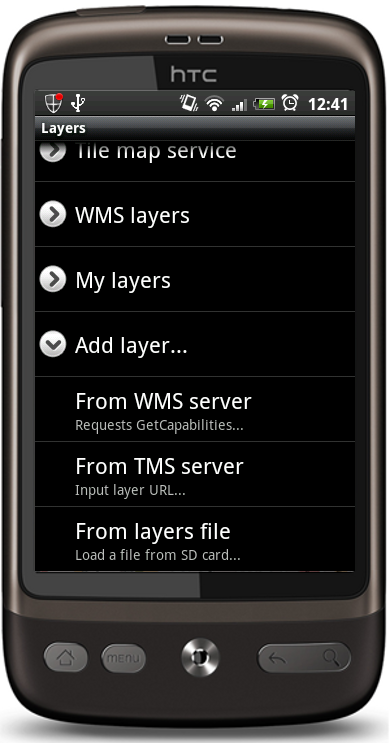 hTC
12:41
Layers
Tile map service
WMS layers
My layers
Add layer...
From WMS server
Requests GetCapabilities...
From TMS server
Input layer URL...
From layers file
Load a file from SD card...
menu